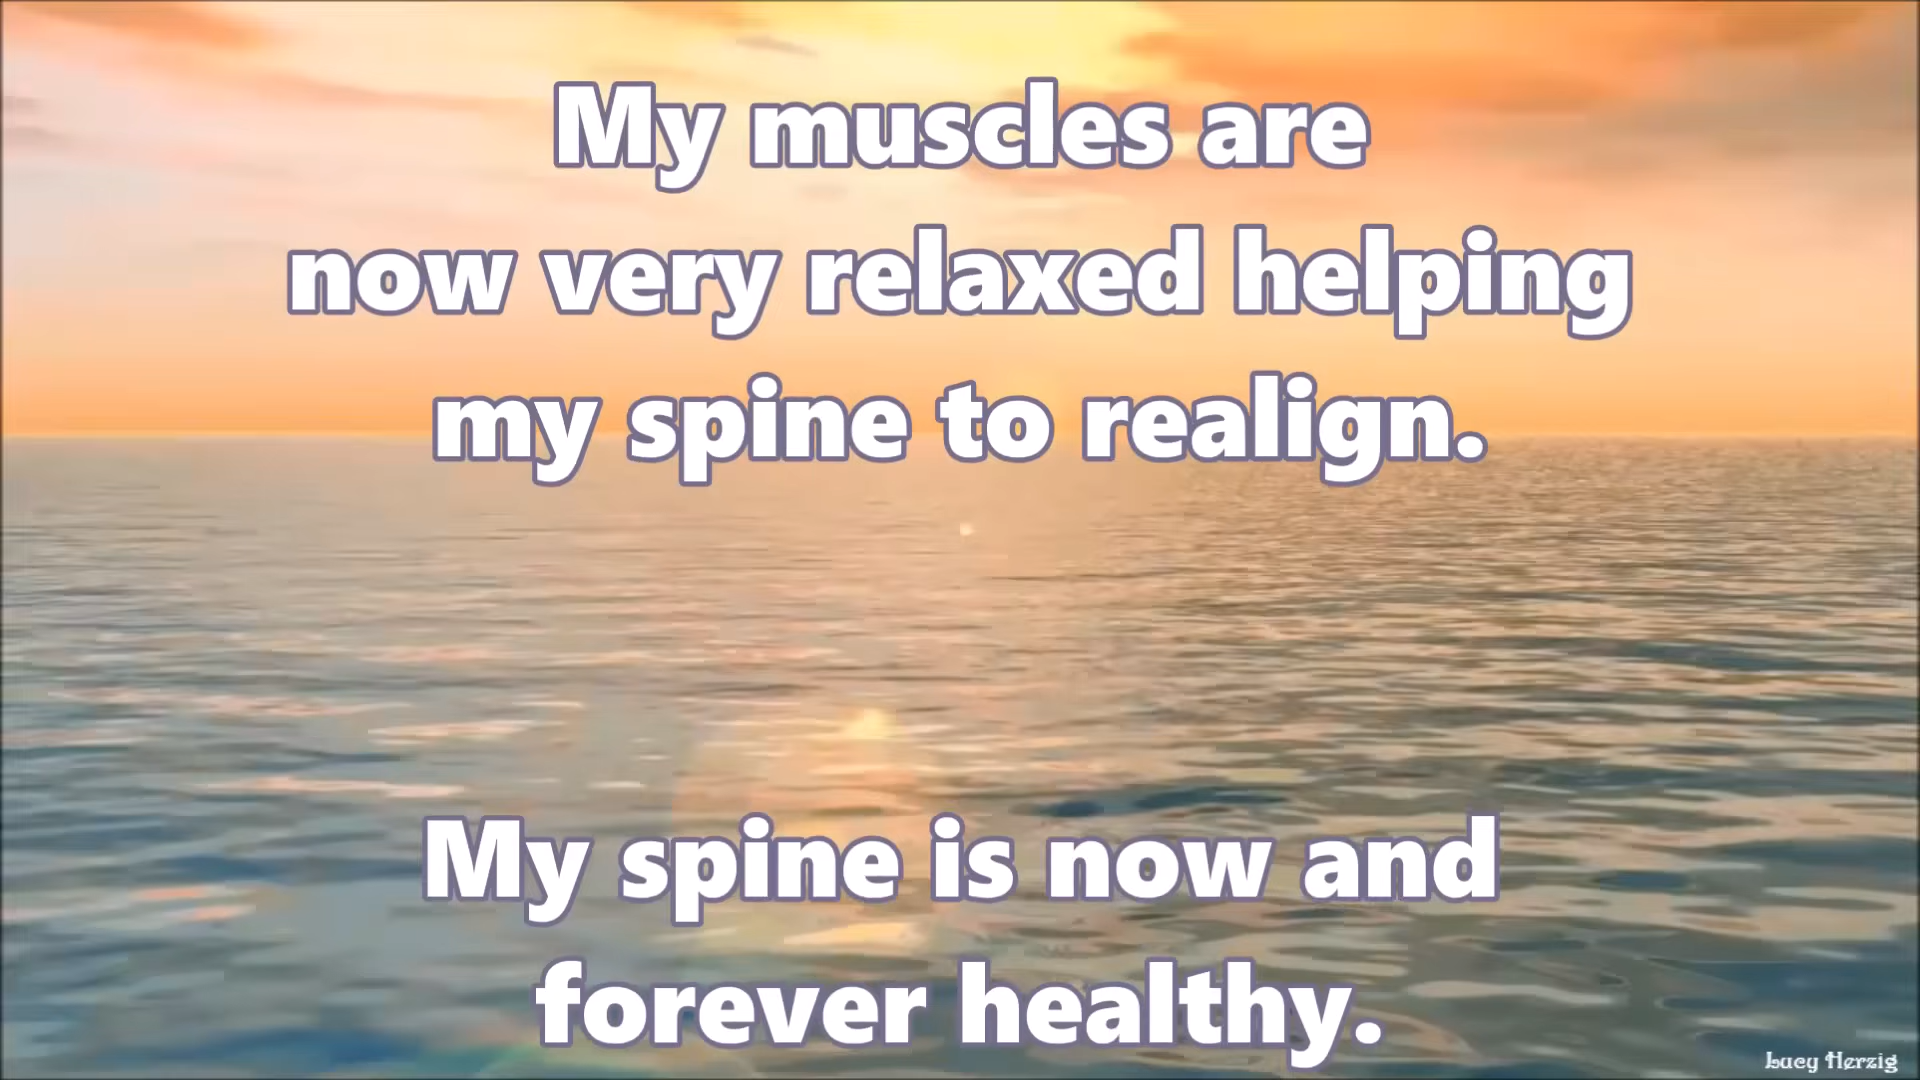 My muscles are
now very relaxed helping
my spine to realign.
My spine is now and
forever healthy.
Lucy Herzig